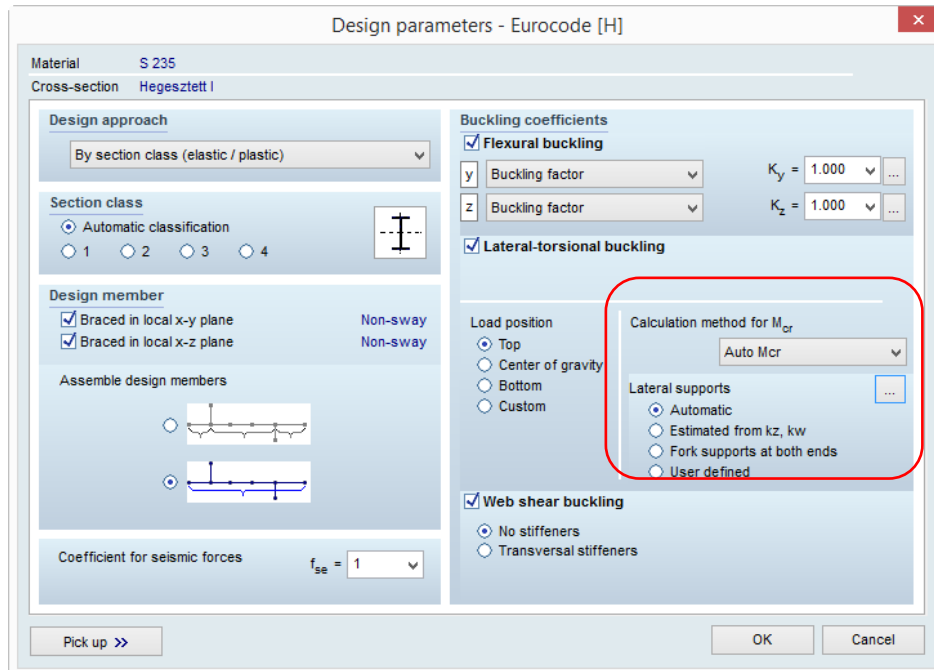 Design parameters - Eurocode [H]
Material S 235
Cross-section Hegesztett I
Design approach
By section class (elastic / plastic)
Section class
Automatic classification
1 2 3 4
Design member
Braced in local x-y plane Non-sway
Braced in local x-z plane Non-sway
Assemble design members
Coefficient for seismic forces fse = 1
Buckling coefficients
Flexural buckling
y Buckling factor Ky = 1.000 ...
z Buckling factor Kz = 1.000 ...
Lateral-torsional buckling
Load position
Top
Center of gravity
Bottom
Custom
Calculation method for Mcr
Auto Mcr
Lateral supports ...
Automatic
Estimated from kz, kw
Fork supports at both ends
User defined
Web shear buckling
No stiffeners
Transversal stiffeners
Pick up >>
OK Cancel